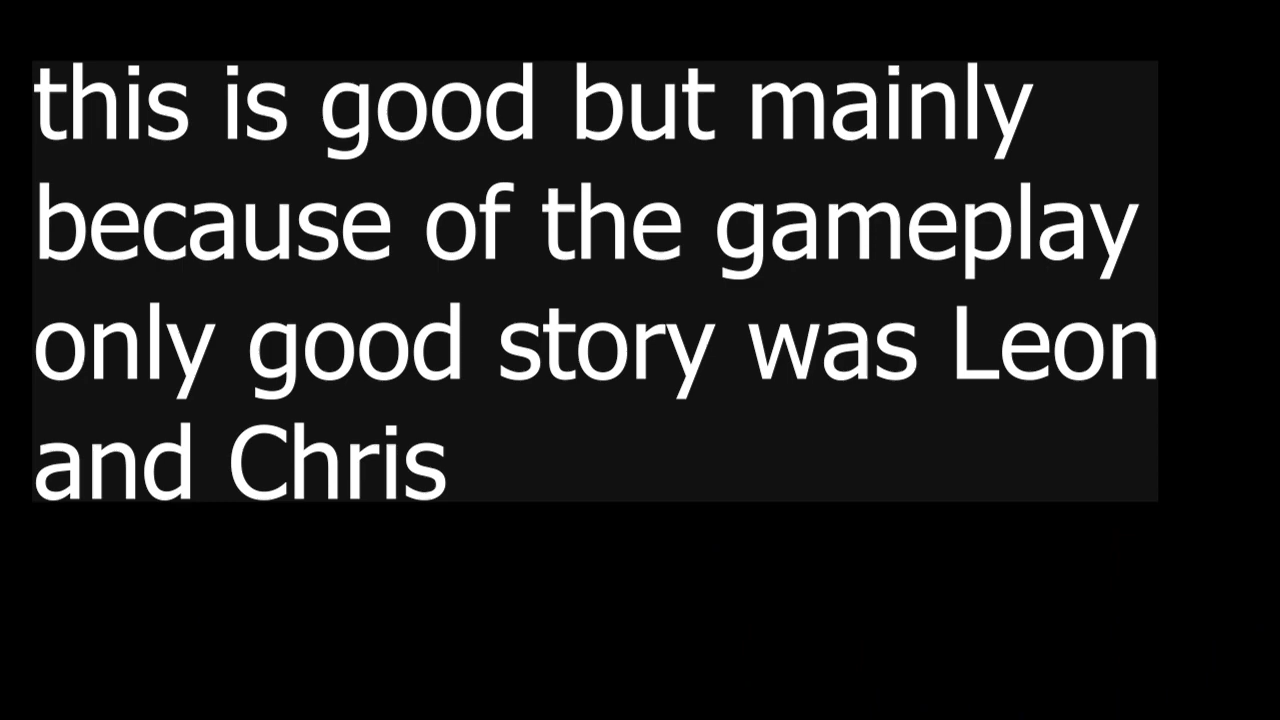 this is good but mainly
because of the gameplay
only good story was Leon
and Chris